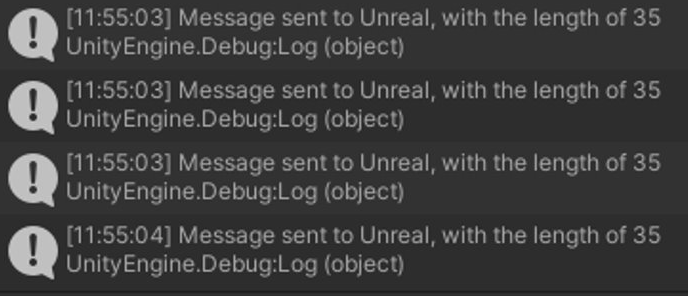 [11:55:03] Message sent to Unreal, with the length of 35
UnityEngine.Debug:Log (object)
[11:55:03] Message sent to Unreal, with the length of 35
UnityEngine.Debug:Log (object)
[11:55:03] Message sent to Unreal, with the length of 35
UnityEngine.Debug:Log (object)
[11:55:04] Message sent to Unreal, with the length of 35
UnityEngine.Debug:Log (object)